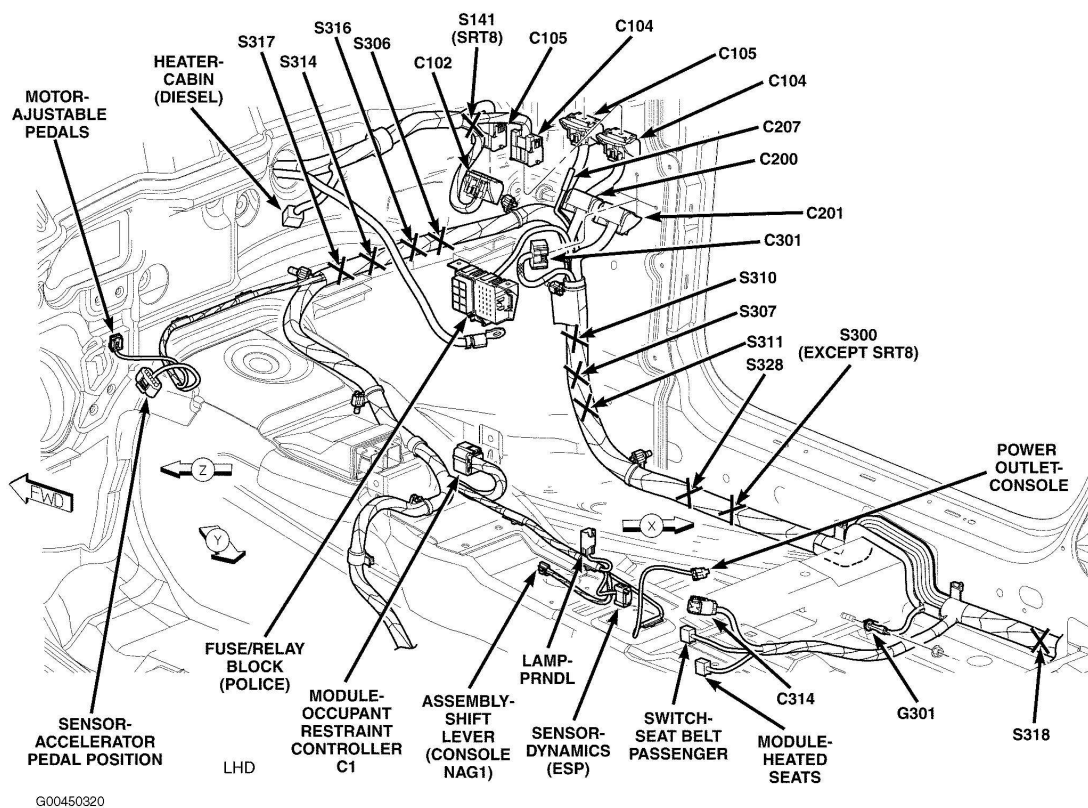 S141
(SRT8)
C105
C104
S316
S317
S306
C105
S314
C102
C104
HEATER-
CABIN
(DIESEL)
MOTOR-
AJUSTABLE
PEDALS
C207
C200
C201
C301
S310
S307
S311
S300
(EXCEPT SRT8)
S328
POWER
OUTLET-
CONSOLE
Z
FWD
X
Y
FUSE/RELAY
BLOCK
(POLICE)
MODULE-
OCCUPANT
RESTRAINT
CONTROLLER
C1
LAMP-
PRNDL
ASSEMBLY-
SHIFT
LEVER
(CONSOLE
NAG1)
SENSOR-
DYNAMICS
(ESP)
SWITCH-
SEAT BELT
PASSENGER
C314
MODULE-
HEATED
SEATS
G301
S318
SENSOR-
ACCELERATOR
PEDAL POSITION
LHD
G00450320